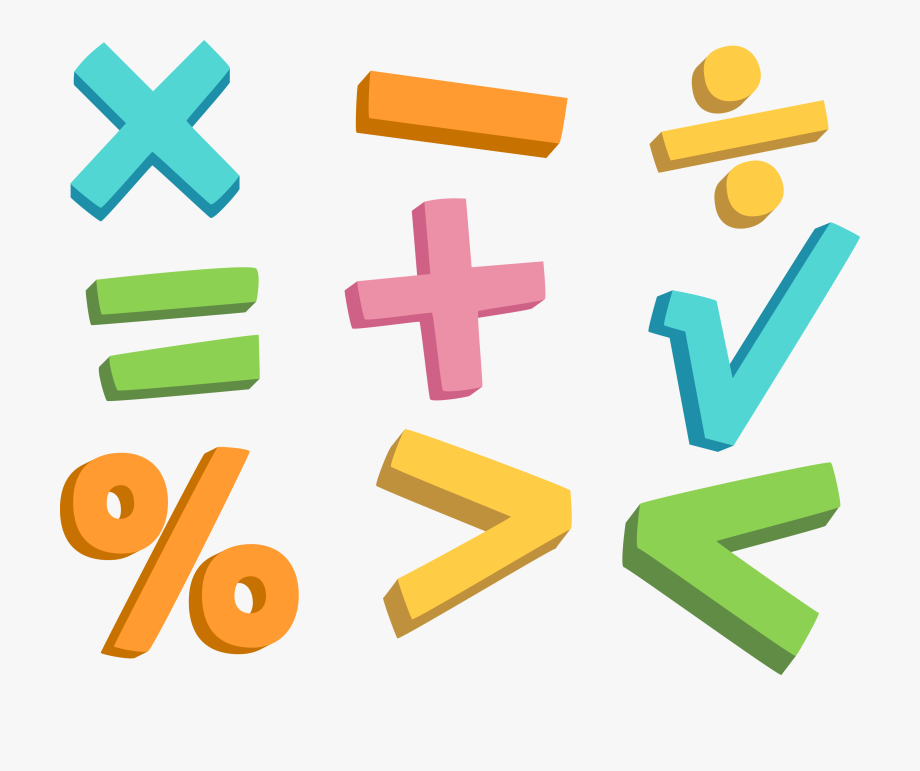 × − ÷
= + √
% > <